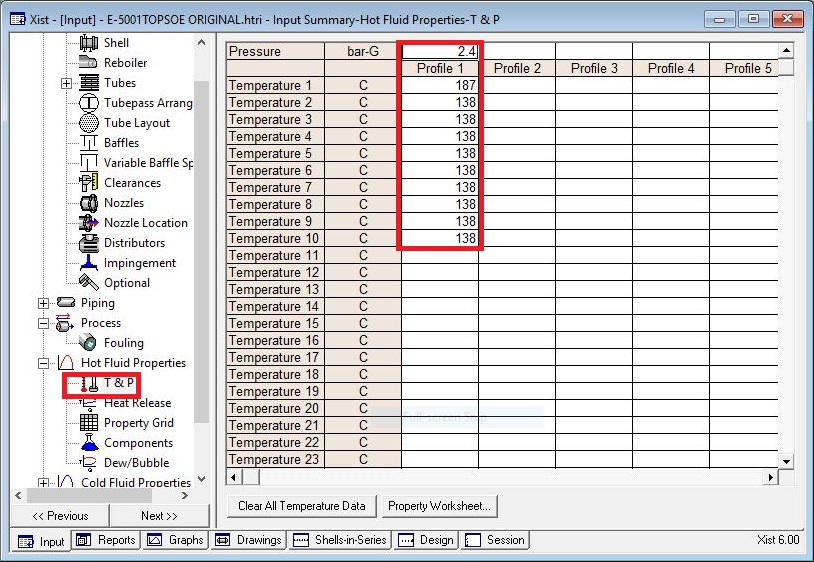 Xist - [Input] - E-5001TOPSOE ORIGINAL.htri - Input Summary-Hot Fluid Properties-T & P
Shell
Reboiler
Tubes
Tubepass Arrang
Tube Layout
Baffles
Variable Baffle Sp
Clearances
Nozzles
Nozzle Location
Distributors
Impingement
Optional
Piping
Process
Fouling
Hot Fluid Properties
T & P
Heat Release
Property Grid
Components
Dew/Bubble
Cold Fluid Properties
<< Previous Next >>
Pressure bar-G 2.4
Profile 1 Profile 2 Profile 3 Profile 4 Profile 5
Temperature 1 C 187
Temperature 2 C 138
Temperature 3 C 138
Temperature 4 C 138
Temperature 5 C 138
Temperature 6 C 138
Temperature 7 C 138
Temperature 8 C 138
Temperature 9 C 138
Temperature 10 C 138
Temperature 11 C
Temperature 12 C
Temperature 13 C
Temperature 14 C
Temperature 15 C
Temperature 16 C
Temperature 17 C
Temperature 18 C
Temperature 19 C
Temperature 20 C
Full-screen Snip
Temperature 21 C
Temperature 22 C
Temperature 23 C
Clear All Temperature Data Property Worksheet...
Input Reports Graphs Drawings Shells-in-Series Design Session Xist 6.00